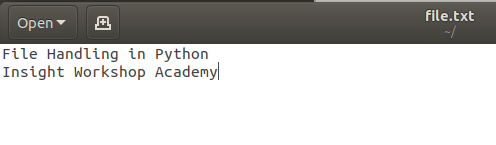 Open
file.txt
~/
File Handling in Python
Insight Workshop Academy